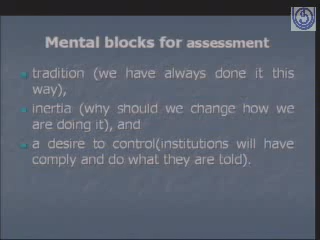 Mental blocks for assessment
tradition (we have always done it this
way),
inertia (why should we change how we
are doing it), and
a desire to control(institutions will have
comply and do what they are told).